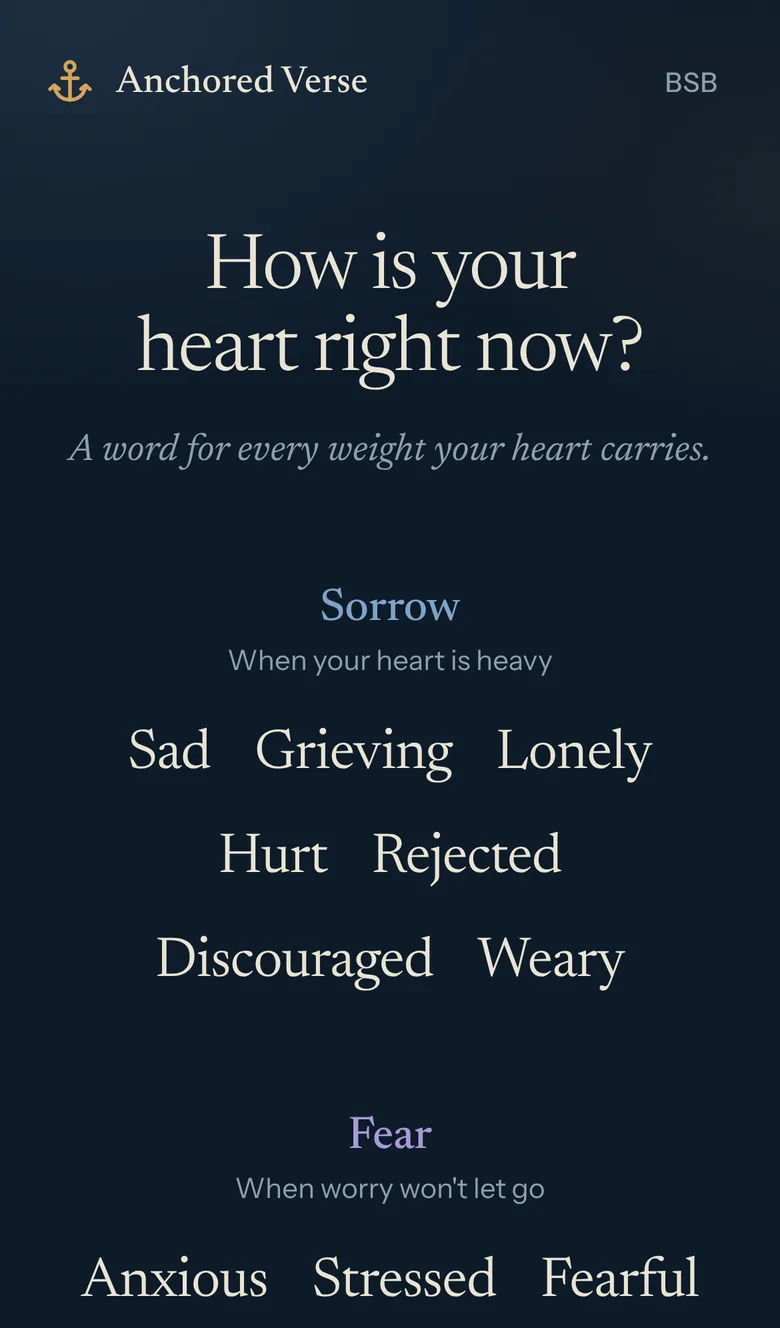 Anchored Verse
BSB
How is your
heart right now?
A word for every weight your heart carries.
Sorrow
When your heart is heavy
Sad Grieving Lonely
Hurt Rejected
Discouraged Weary
Fear
When worry won't let go
Anxious Stressed Fearful